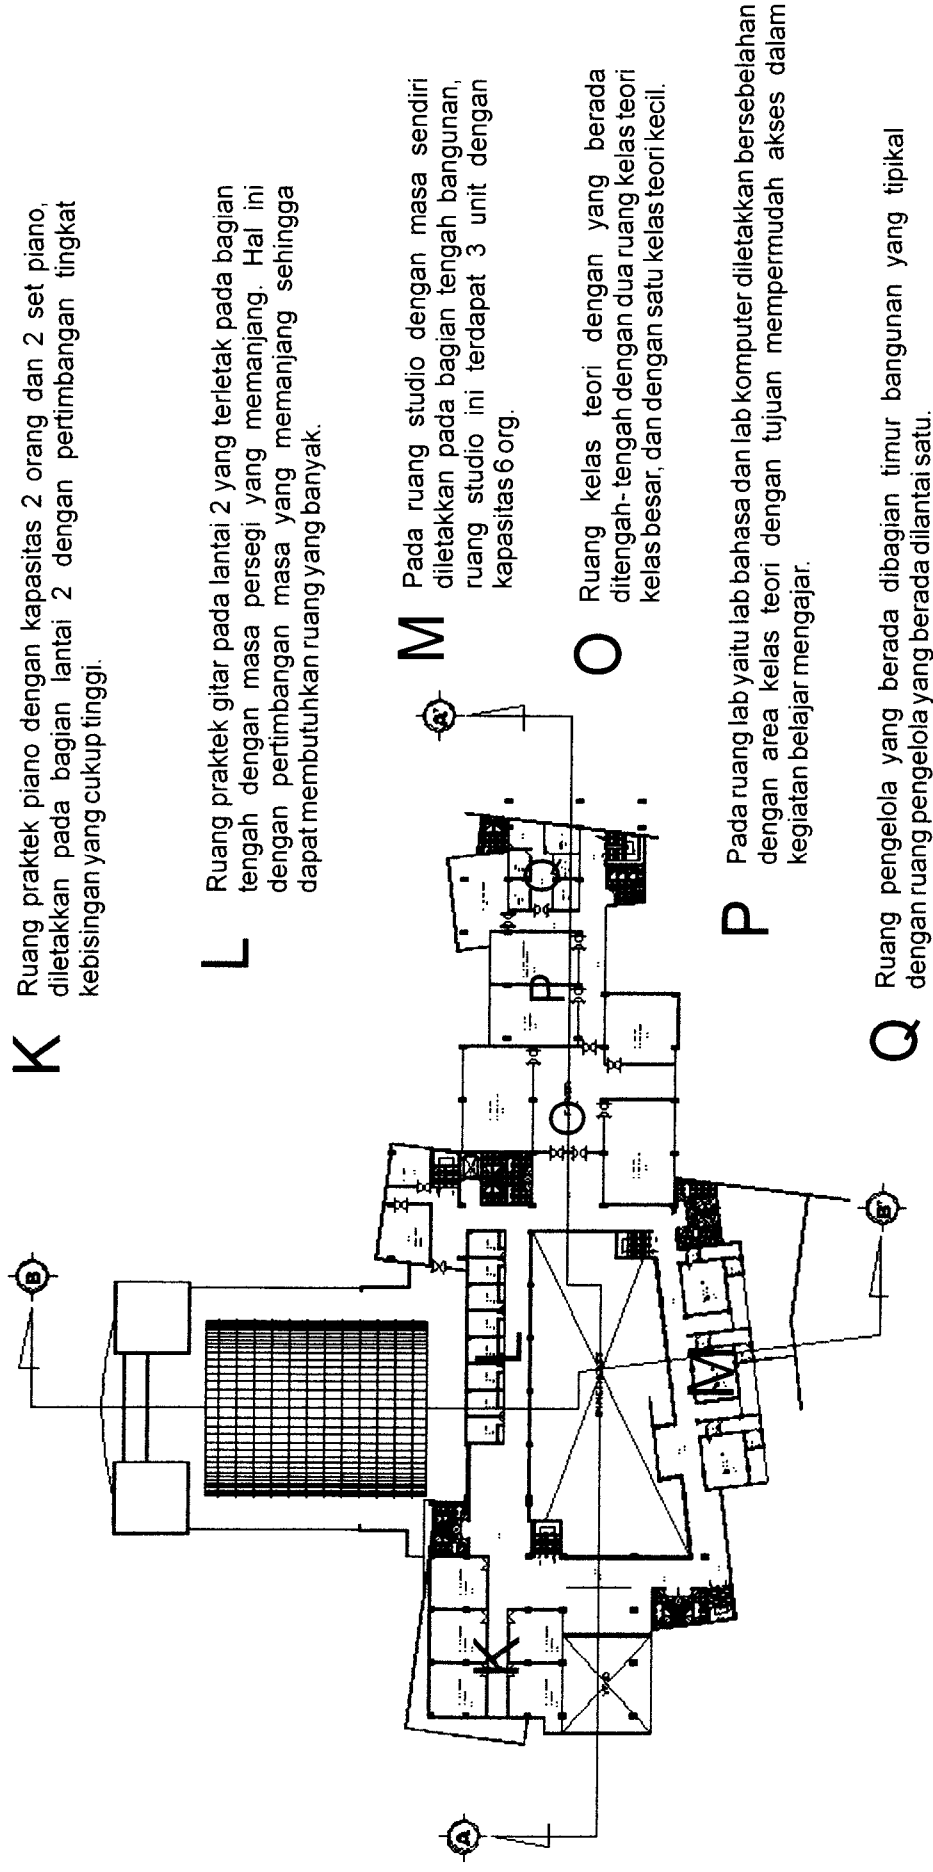 K
Ruang praktek piano dengan kapasitas 2 orang dan 2 set piano,
diletakkan pada bagian lantai 2 dengan pertimbangan tingkat
kebisingan yang cukup tinggi.
L
Ruang praktek gitar pada lantai 2 yang terletak pada bagian
tengah dengan masa persegi yang memanjang. Hal ini
dengan pertimbangan masa yang memanjang sehingga
dapat membutuhkan ruang yang banyak.
M
Pada ruang studio dengan masa sendiri
diletakkan pada bagian tengah bangunan,
ruang studio ini terdapat 3 unit dengan
kapasitas 6 org.
O
Ruang kelas teori dengan yang berada
ditengah-tengah dengan dua ruang kelas teori
kelas besar, dan dengan satu kelas teori kecil.
P
Pada ruang lab yaitu lab bahasa dan lab komputer diletakkan bersebelahan
dengan area kelas teori dengan tujuan mempermudah akses dalam
kegiatan belajar mengajar.
Q
Ruang pengelola yang berada dibagian timur bangunan yang tipikal
dengan ruang pengelola yang berada dilantai satu.
B
A
A'
B'
K
L
M
O
P
Q
VOID